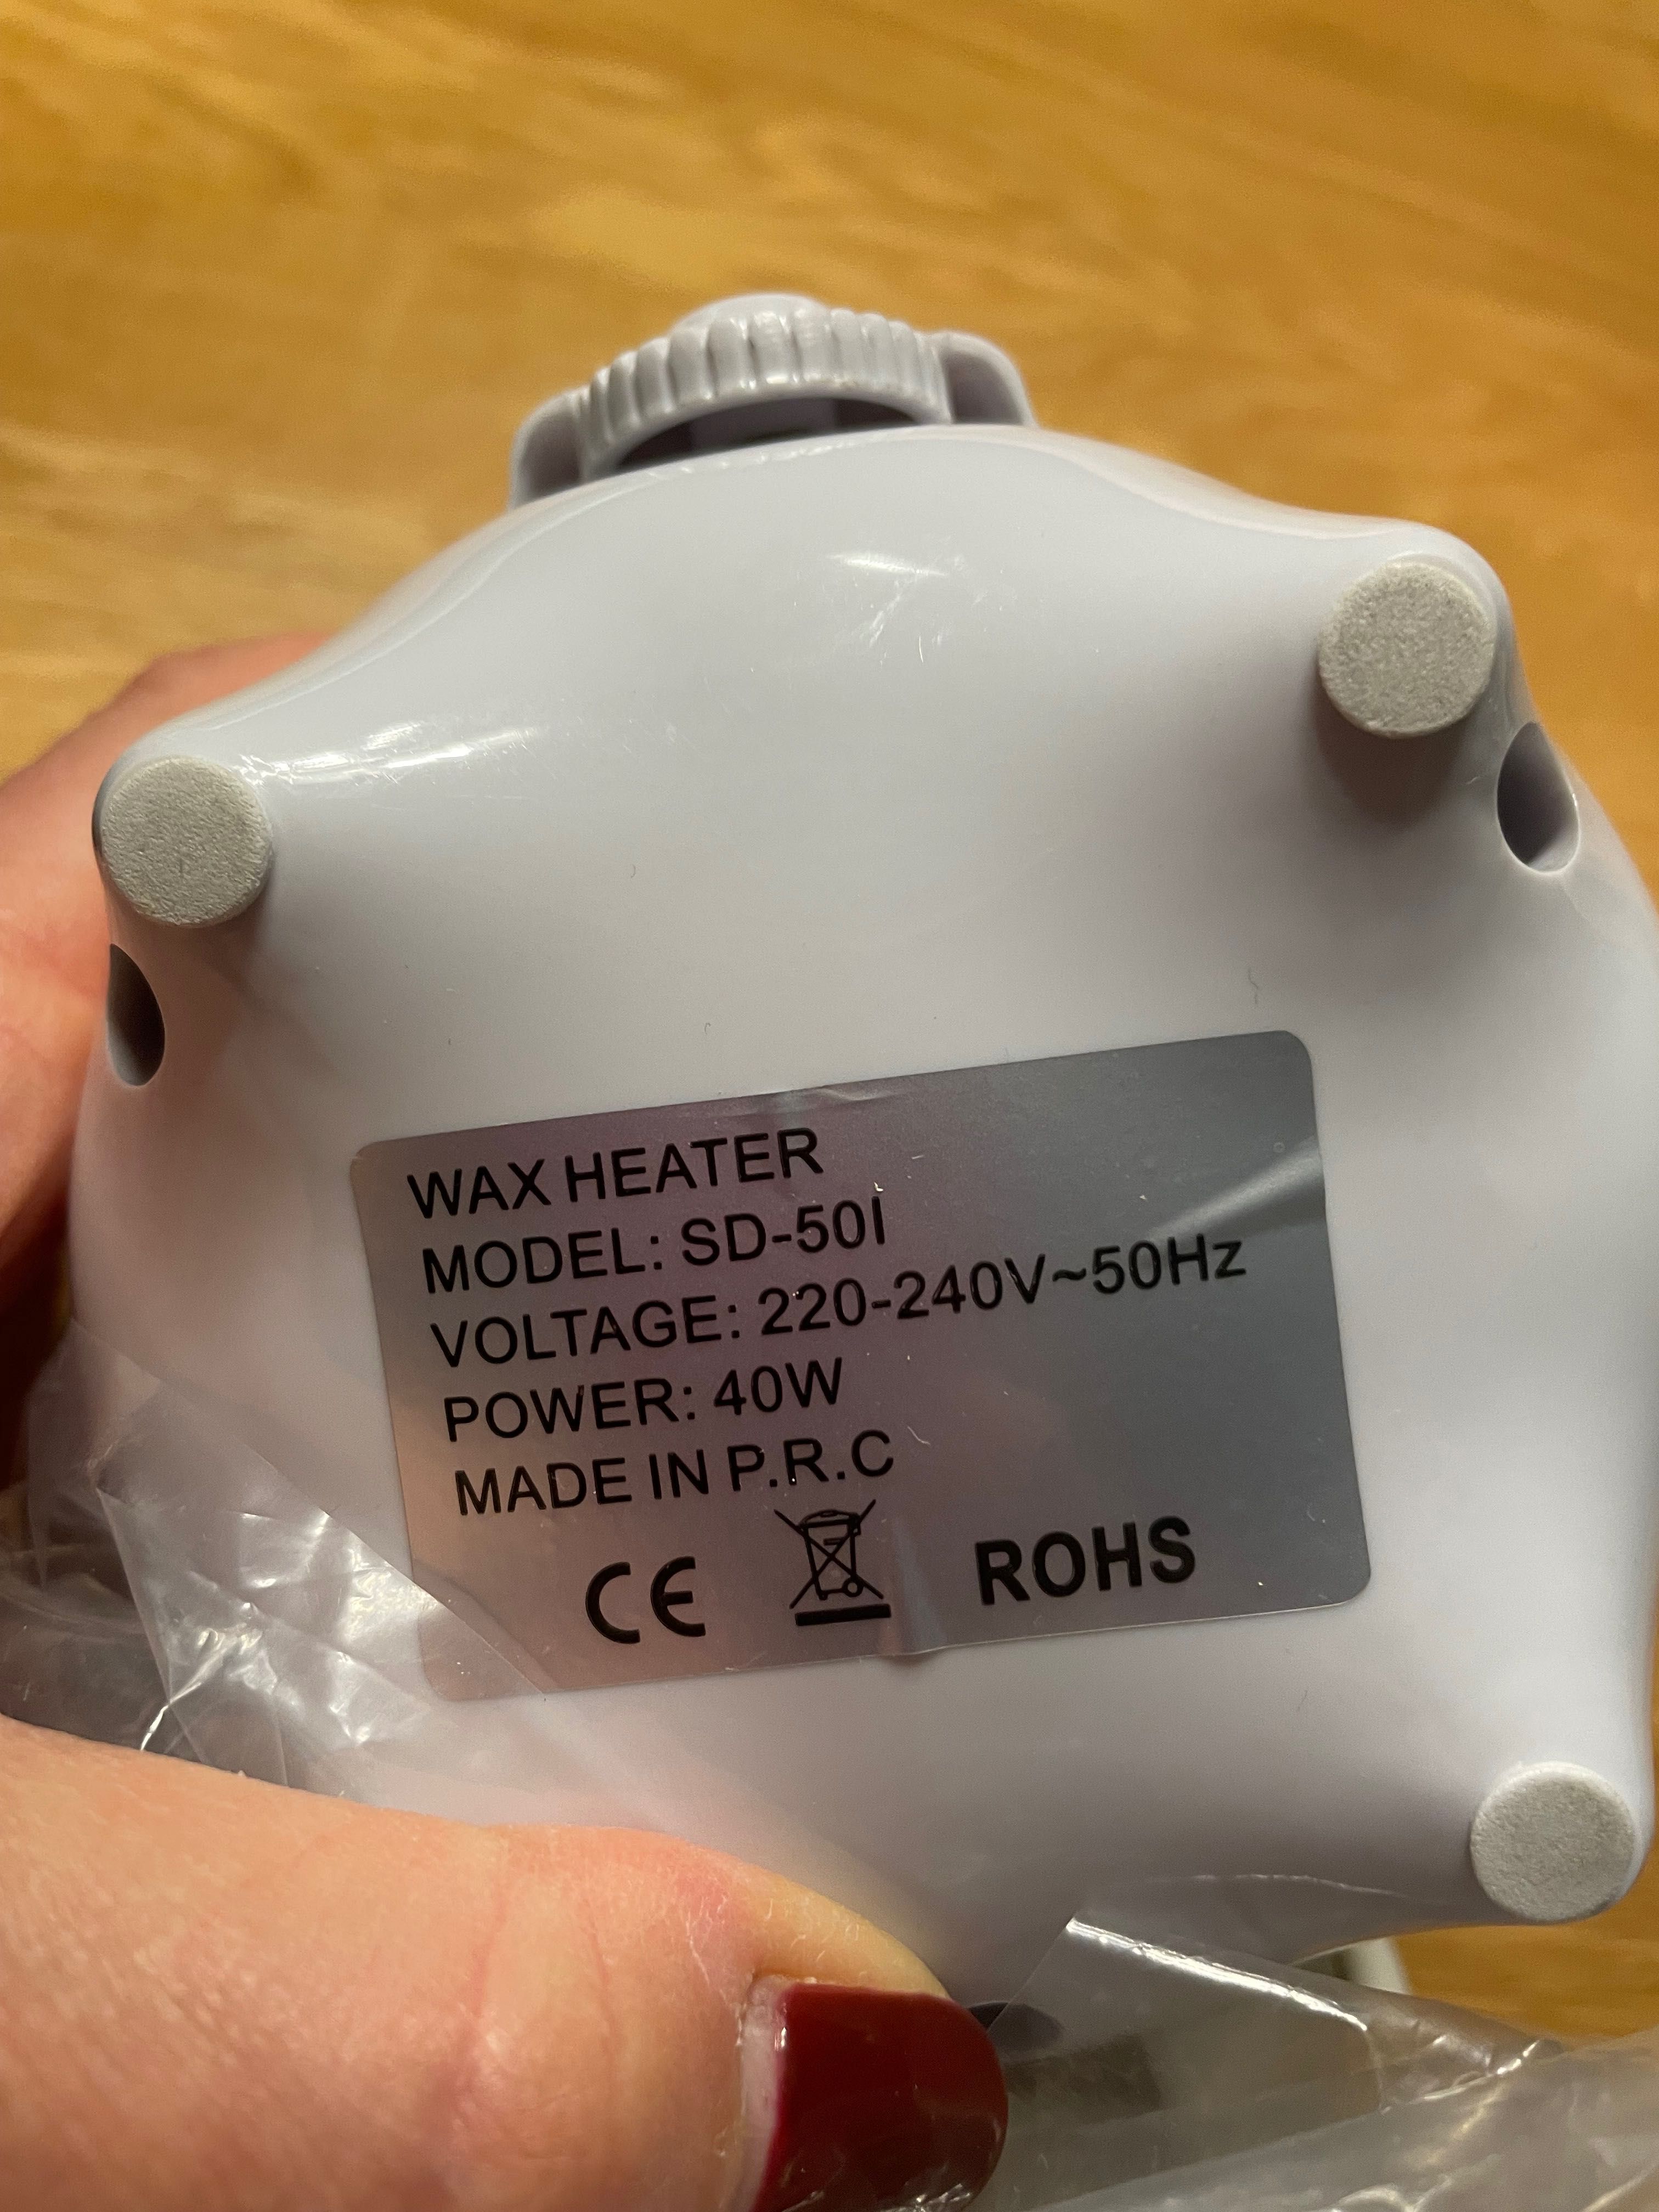 WAX HEATER
MODEL: SD-50I
VOLTAGE: 220-240V~50Hz
POWER: 40W
MADE IN P.R.C
CE ROHS